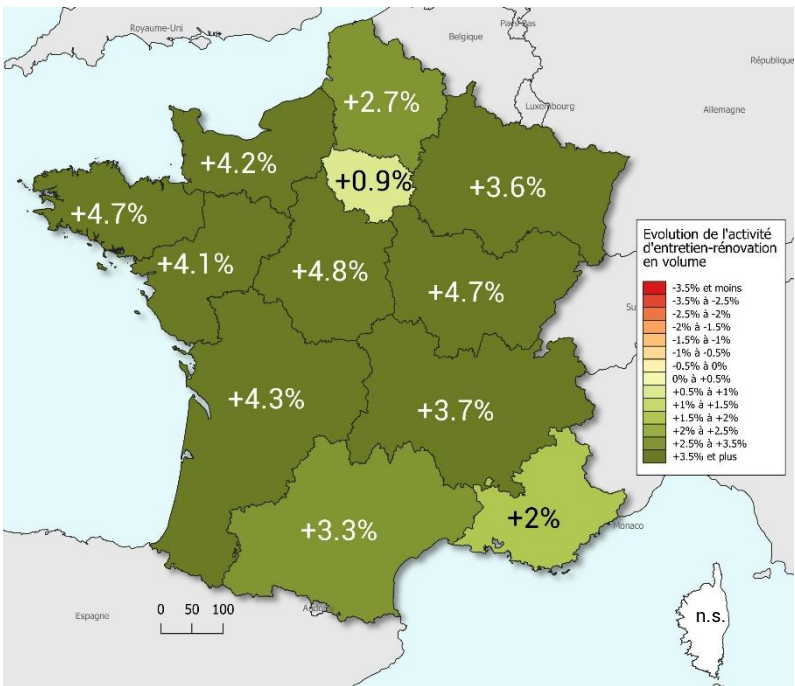 Royaume-Uni
Belgique
Luxembourg
République
Allemagne
+2.7%
+4.2%
+0.9%
+3.6%
+4.7%
+4.1%
+4.8%
+4.7%
+4.3%
+3.7%
+3.3%
+2%
Monaco
n.s.
Espagne
0 50 100
Evolution de l'activité
d'entretien-rénovation
en volume
-3.5% et moins
-3.5% à -2.5%
-2.5% à -2%
-2% à -1.5%
-1.5% à -1%
-1% à -0.5%
-0.5% à 0%
0% à +0.5%
+0.5% à +1%
+1% à +1.5%
+1.5% à +2%
+2% à +2.5%
+2.5% à +3.5%
+3.5% et plus